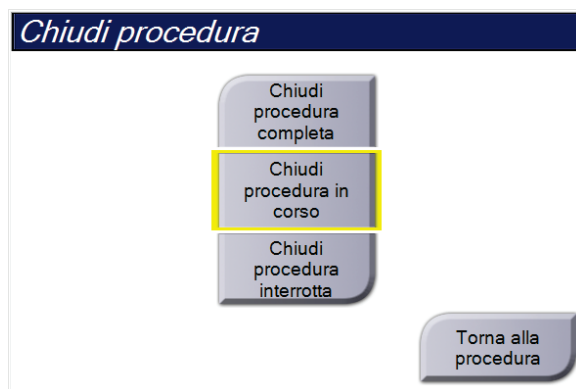 Chiudi procedura
Chiudi
procedura
completa
Chiudi
procedura in
corso
Chiudi
procedura
interrotta
Torna alla
procedura